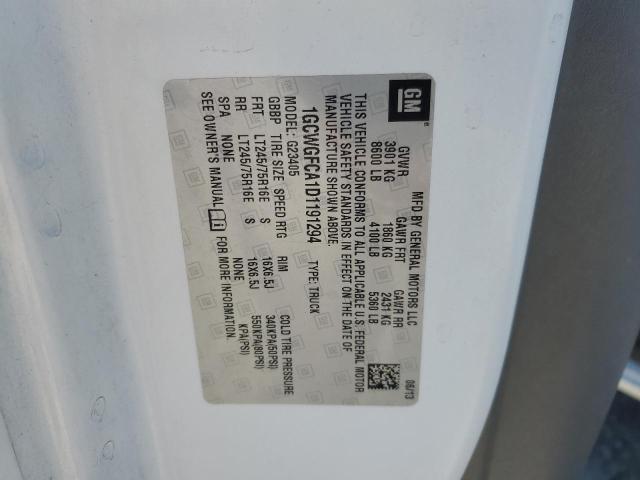 GM
MFD BY GENERAL MOTORS LLC 06/13
GVWR GAWR FRT GAWR RR
3901 KG 1860 KG 2431 KG
8600 LB 4100 LB 5360 LB
THIS VEHICLE CONFORMS TO ALL APPLICABLE U.S. FEDERAL MOTOR
VEHICLE SAFETY STANDARDS IN EFFECT ON THE DATE OF
MANUFACTURE SHOWN ABOVE.
1GCWGFCA1D1191294 TYPE: TRUCK
MODEL: G23405
GBBP TIRE SIZE SPEED RTG RIM COLD TIRE PRESSURE
FRT LT245/75R16E S 16X6.5J 340KPA(50PSI)
RR LT245/75R16E S 16X6.5J 550KPA(80PSI)
SPA NONE NONE KPA(PSI)
SEE OWNER'S MANUAL FOR MORE INFORMATION.